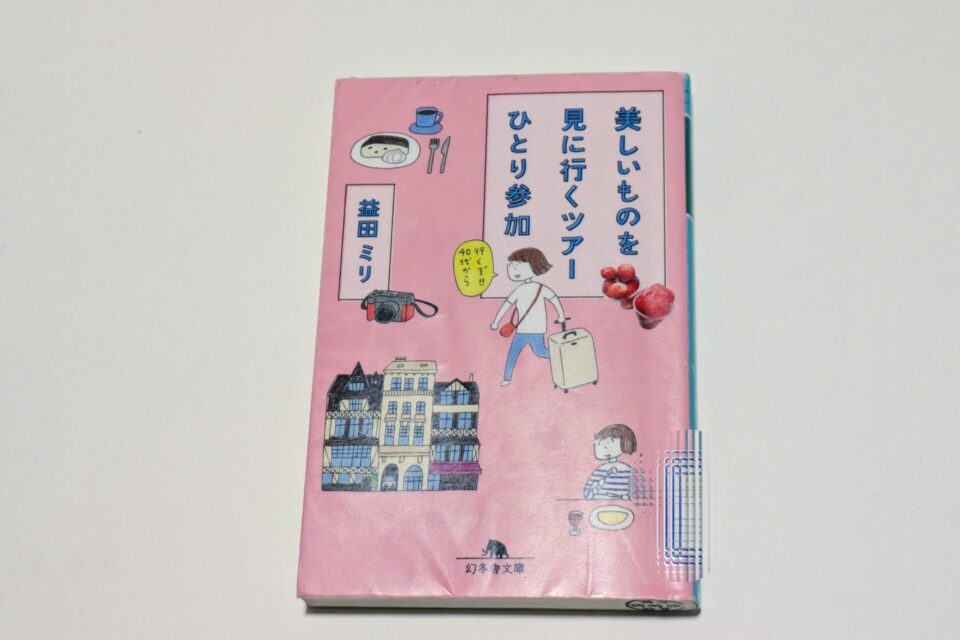 美しいものを
見に行くツアー
ひとり参加
益田ミリ
行くぞ!!
40代から
幻冬舎文庫